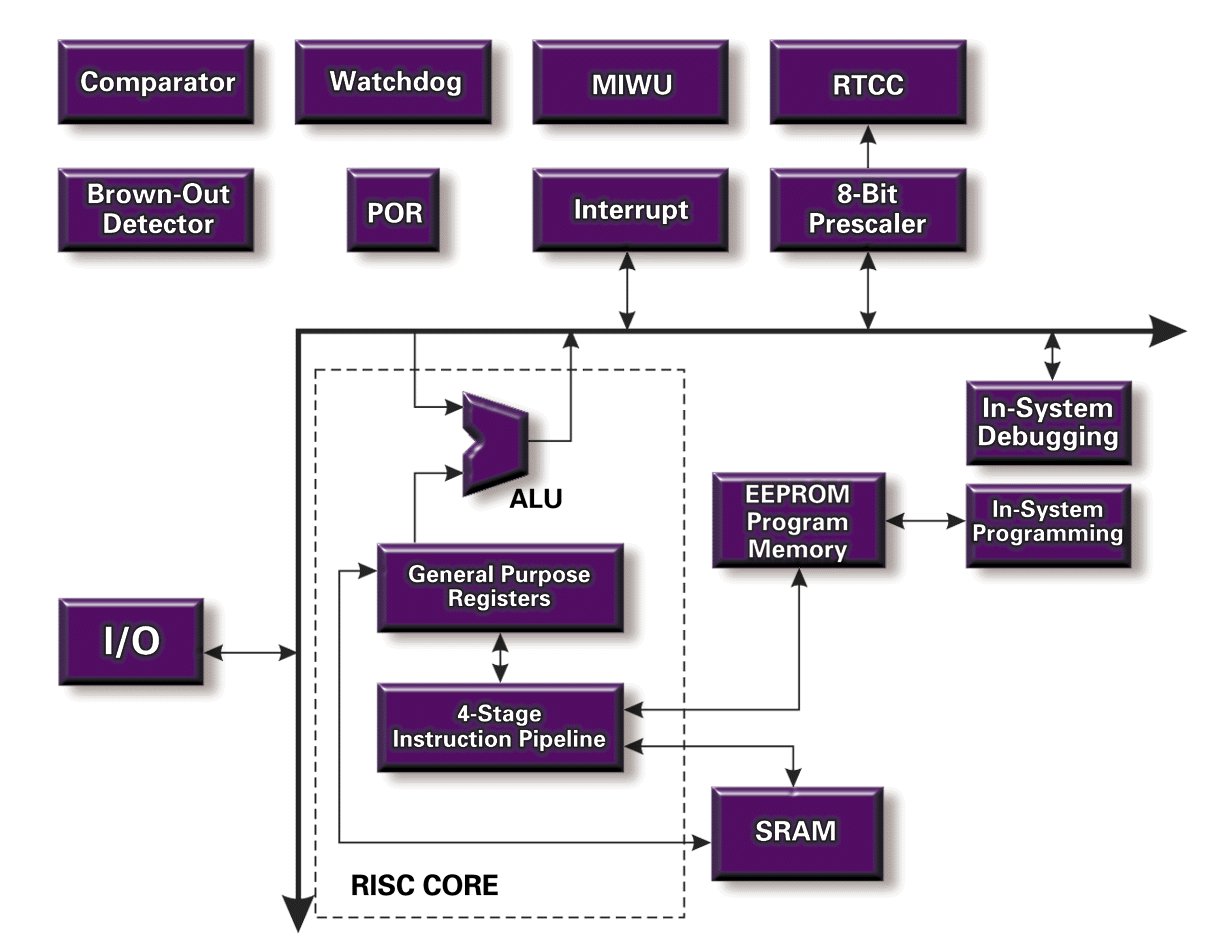 Comparator
Watchdog
MIWU
RTCC
Brown-Out
Detector
POR
Interrupt
8-Bit
Prescaler
In-System
Debugging
ALU
EEPROM
Program
Memory
In-System
Programming
General Purpose
Registers
I/O
4-Stage
Instruction Pipeline
SRAM
RISC CORE